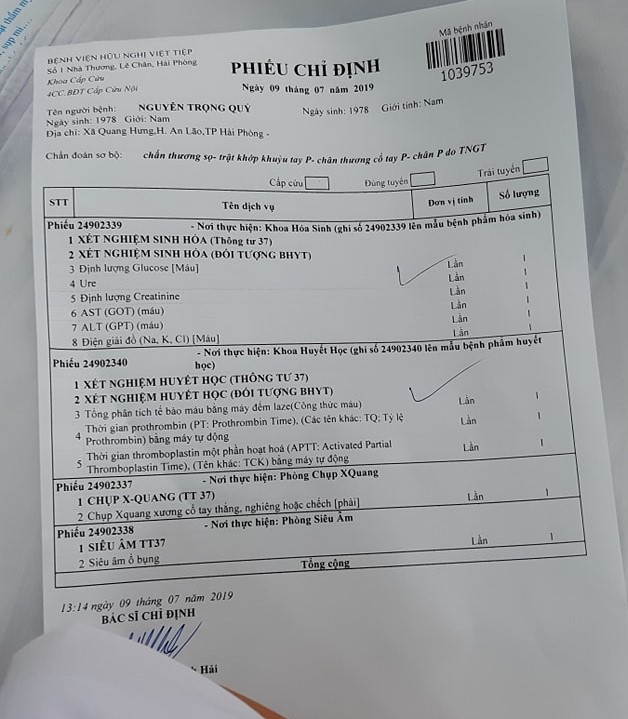 BỆNH VIỆN HỮU NGHỊ VIỆT TIỆP
Số 1 Nhà Thương, Lê Chân, Hải Phòng
Khoa Cấp Cứu
4CC.BDT Cấp Cứu Nội
PHIẾU CHỈ ĐỊNH
Ngày 09 tháng 07 năm 2019
Mã bệnh nhân
1039753
Tên người bệnh: NGUYỄN TRỌNG QUÝ Ngày sinh: 1978 Giới tính: Nam
Ngày sinh: 1978 Giới: Nam
Địa chỉ: Xã Quang Hưng,H. An Lão,TP Hải Phòng -
Chẩn đoán sơ bộ: chấn thương sọ- trật khớp khuỷu tay P- chân thương cổ tay P- chân P do TNGT
Cấp cứu Đúng tuyến Trái tuyến
STT Tên dịch vụ Đơn vị tính Số lượng
Phiếu 24902339 - Nơi thực hiện: Khoa Hóa Sinh (ghi số 24902339 lên mẫu bệnh phẩm hóa sinh)
1 XÉT NGHIỆM SINH HÓA (Thông tư 37)
2 XÉT NGHIỆM SINH HÓA (ĐỐI TƯỢNG BHYT)
3 Định lượng Glucose [Máu] Lần 1
4 Ure Lần 1
5 Định lượng Creatinine Lần 1
6 AST (GOT) (máu) Lần 1
7 ALT (GPT) (máu) Lần 1
8 Điện giải đồ (Na, K, Cl) [Máu] Lần 1
Phiếu 24902340 - Nơi thực hiện: Khoa Huyết Học (ghi số 24902340 lên mẫu bệnh phẩm huyết
học)
1 XÉT NGHIỆM HUYẾT HỌC (THÔNG TƯ 37)
2 XÉT NGHIỆM HUYẾT HỌC (ĐỐI TƯỢNG BHYT)
3 Tổng phân tích tế bào máu bằng máy đếm laze(Công thức máu) Lần 1
Thời gian prothrombin (PT: Prothrombin Time), (Các tên khác: TQ; Tỷ lệ
4 Prothrombin) bằng máy tự động Lần 1
Thời gian thromboplastin một phần hoạt hoá (APTT: Activated Partial
5 Thromboplastin Time), (Tên khác: TCK) bằng máy tự động Lần 1
Phiếu 24902337 - Nơi thực hiện: Phòng Chụp XQuang
1 CHỤP X-QUANG (TT 37)
2 Chụp Xquang xương cổ tay thẳng, nghiêng hoặc chếch [phải] Lần 1
Phiếu 24902338 - Nơi thực hiện: Phòng Siêu Âm
1 SIÊU ÂM TT37
2 Siêu âm ổ bụng Lần 1
Tổng cộng
13:14 ngày 09 tháng 07 năm 2019
BÁC SĨ CHỈ ĐỊNH
Hải